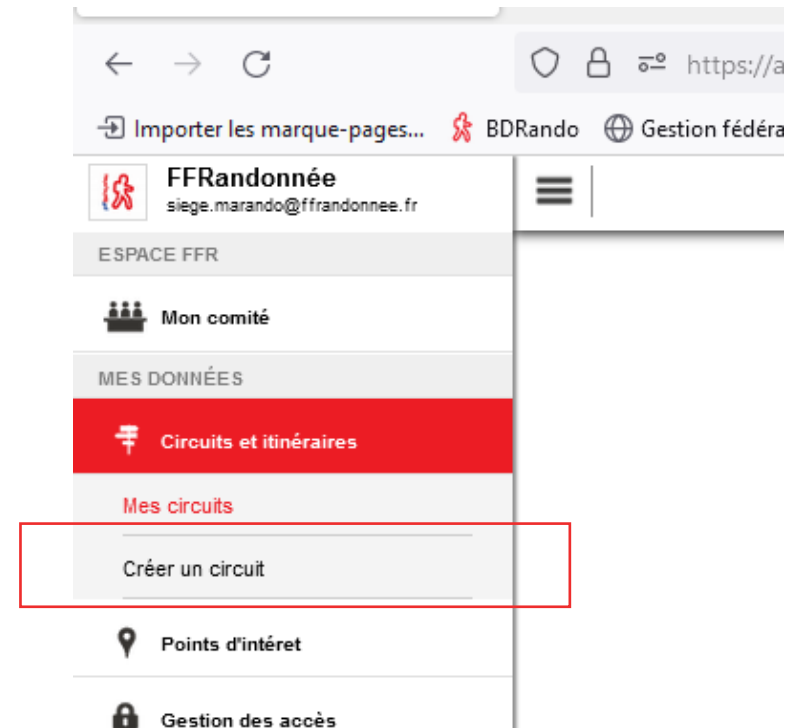 https://a
Importer les marque-pages... BDRando Gestion fédéra
FFRandonnée
siege.marando@ffrandonnee.fr
ESPACE FFR
Mon comité
MES DONNÉES
Circuits et itinéraires
Mes circuits
Créer un circuit
Points d'intéret
Gestion des accès